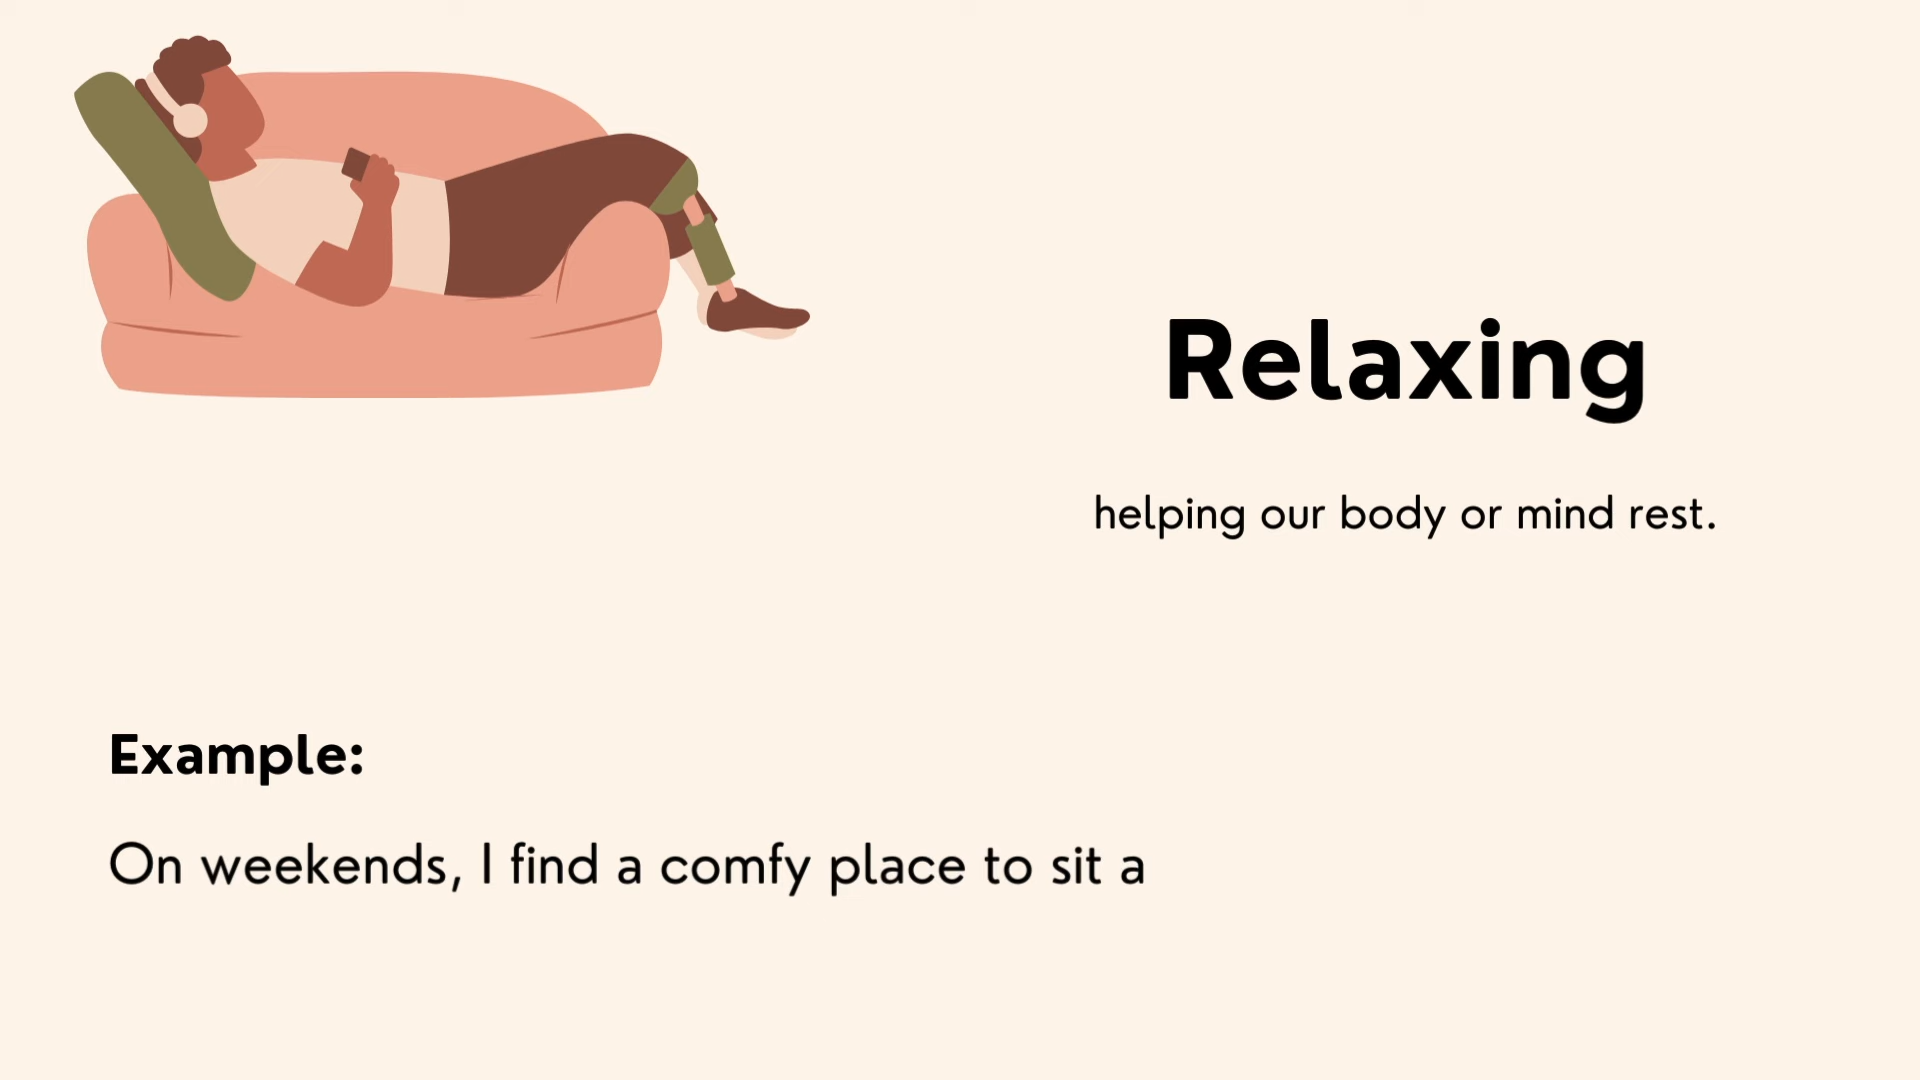 Relaxing
helping our body or mind rest.
Example:
On weekends, I find a comfy place to sit a